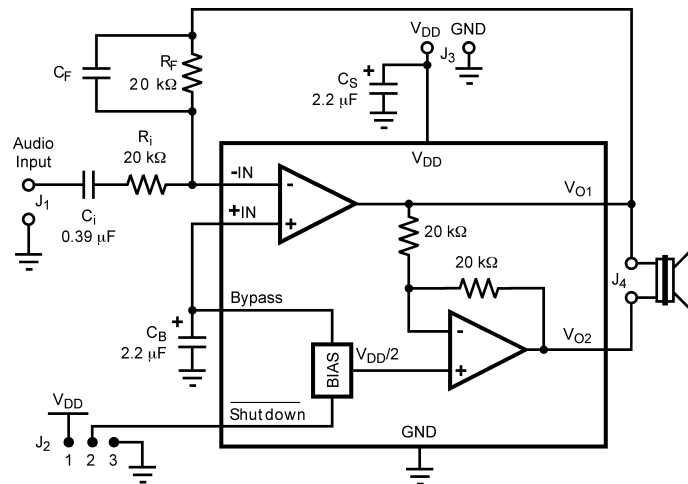 V_DD GND
J_3
C_F
R_F
20 kΩ
C_S +
2.2 µF
Audio
Input
R_i
20 kΩ
V_DD
-IN
-
J_1
C_i
0.39 µF
+IN
+
V_O1
20 kΩ
20 kΩ
J_4
Bypass
+
C_B
2.2 µF
BIAS
V_DD/2
-
+
V_O2
V_DD
Shutdown
GND
J_2
1 2 3